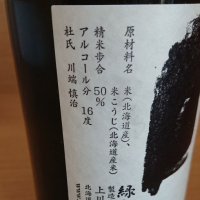 原材料名
米(北海道産)、
米こうじ(北海道産米)
精米歩合 50%
アルコール分 16度
杜氏 川端 慎治
緑
製造
上川
北海道